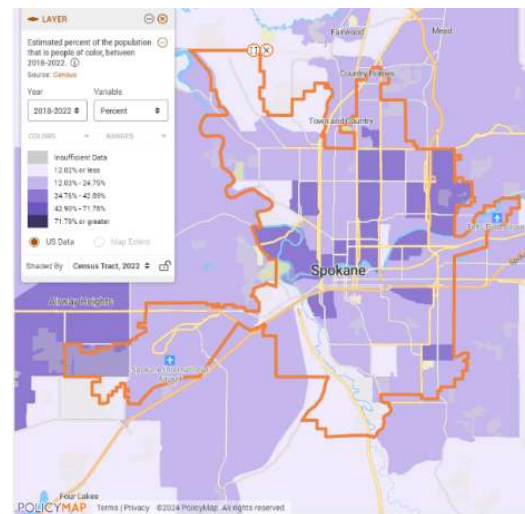 LAYER
Estimated percent of the population
that is people of color, between
2018-2022.
Source: Census
Year Variable
2018-2022 Percent
COLORS RANGES
Insufficient
Data
12.02% or less
12.03% - 24.75%
24.76% - 42.89%
42.90% - 71.78%
71.79% or greater
US Data Map Extent
Shaded By Census Tract, 2022
Fairwood
Mead
Country Homes
Town and Country
Spokane
Airway Heights
Spokane International
Airport
Four Lakes
POLICYMAP Terms | Privacy ©2024 PolicyMap. All rights reserved.